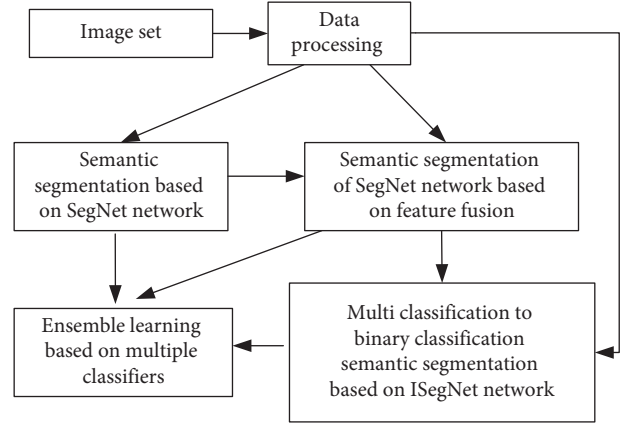 Image set
Data
processing
Semantic
segmentation based
on SegNet network
Semantic segmentation
of SegNet network based
on feature fusion
Ensemble learning
based on multiple
classifiers
Multi classification to
binary classification
semantic segmentation
based on ISegNet network